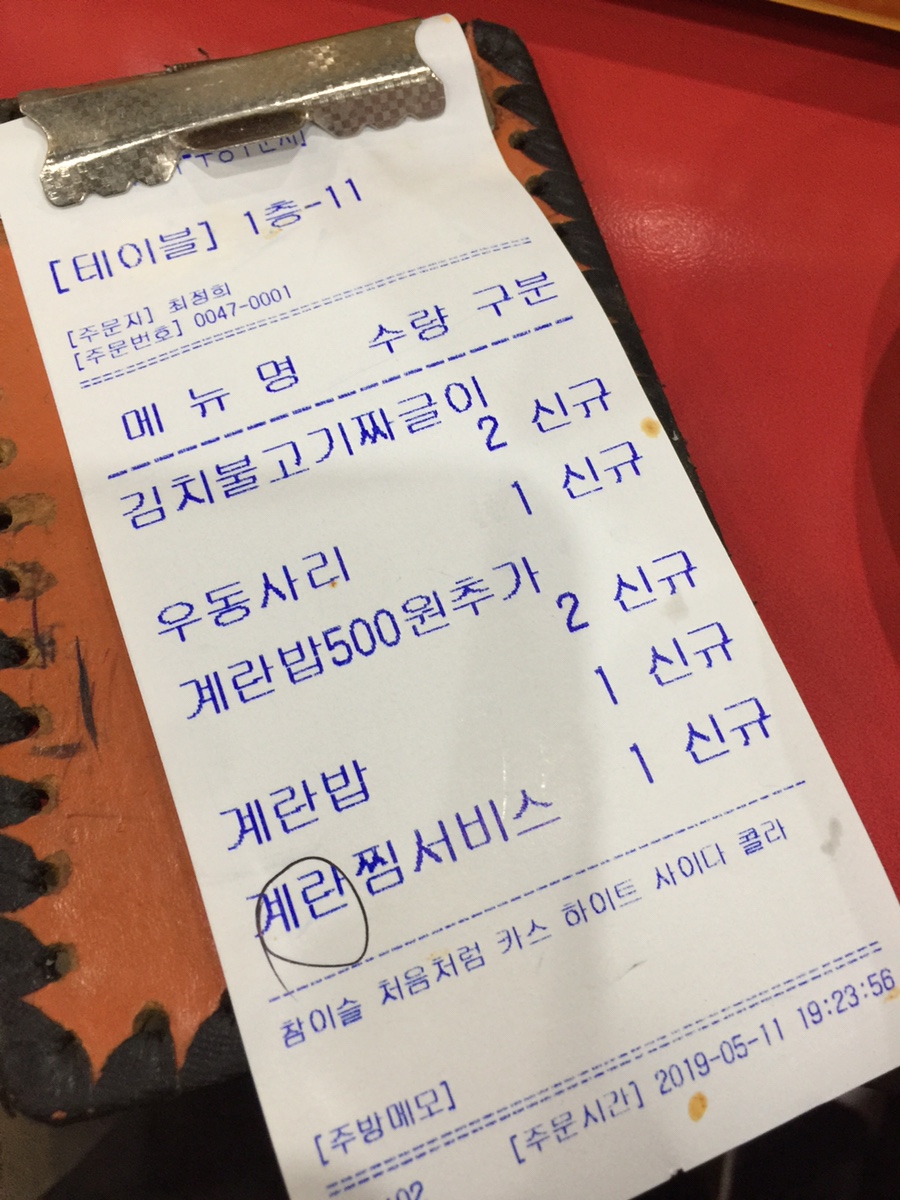 [테이블] 1층-11
[주문지] 최정희
[주문번호] 0047-0001
메 뉴 명 수량 구분
김치불고기짜글이
2 신규
1 신규
우동사리
계란밥500원추가
2 신규
1 신규
계란밥
1 신규
계란찜서비스
참이슬 처음처럼 카스 하이트 사이다 콜라
[주방메모]
[주문시간] 2019-05-11 19:23:56